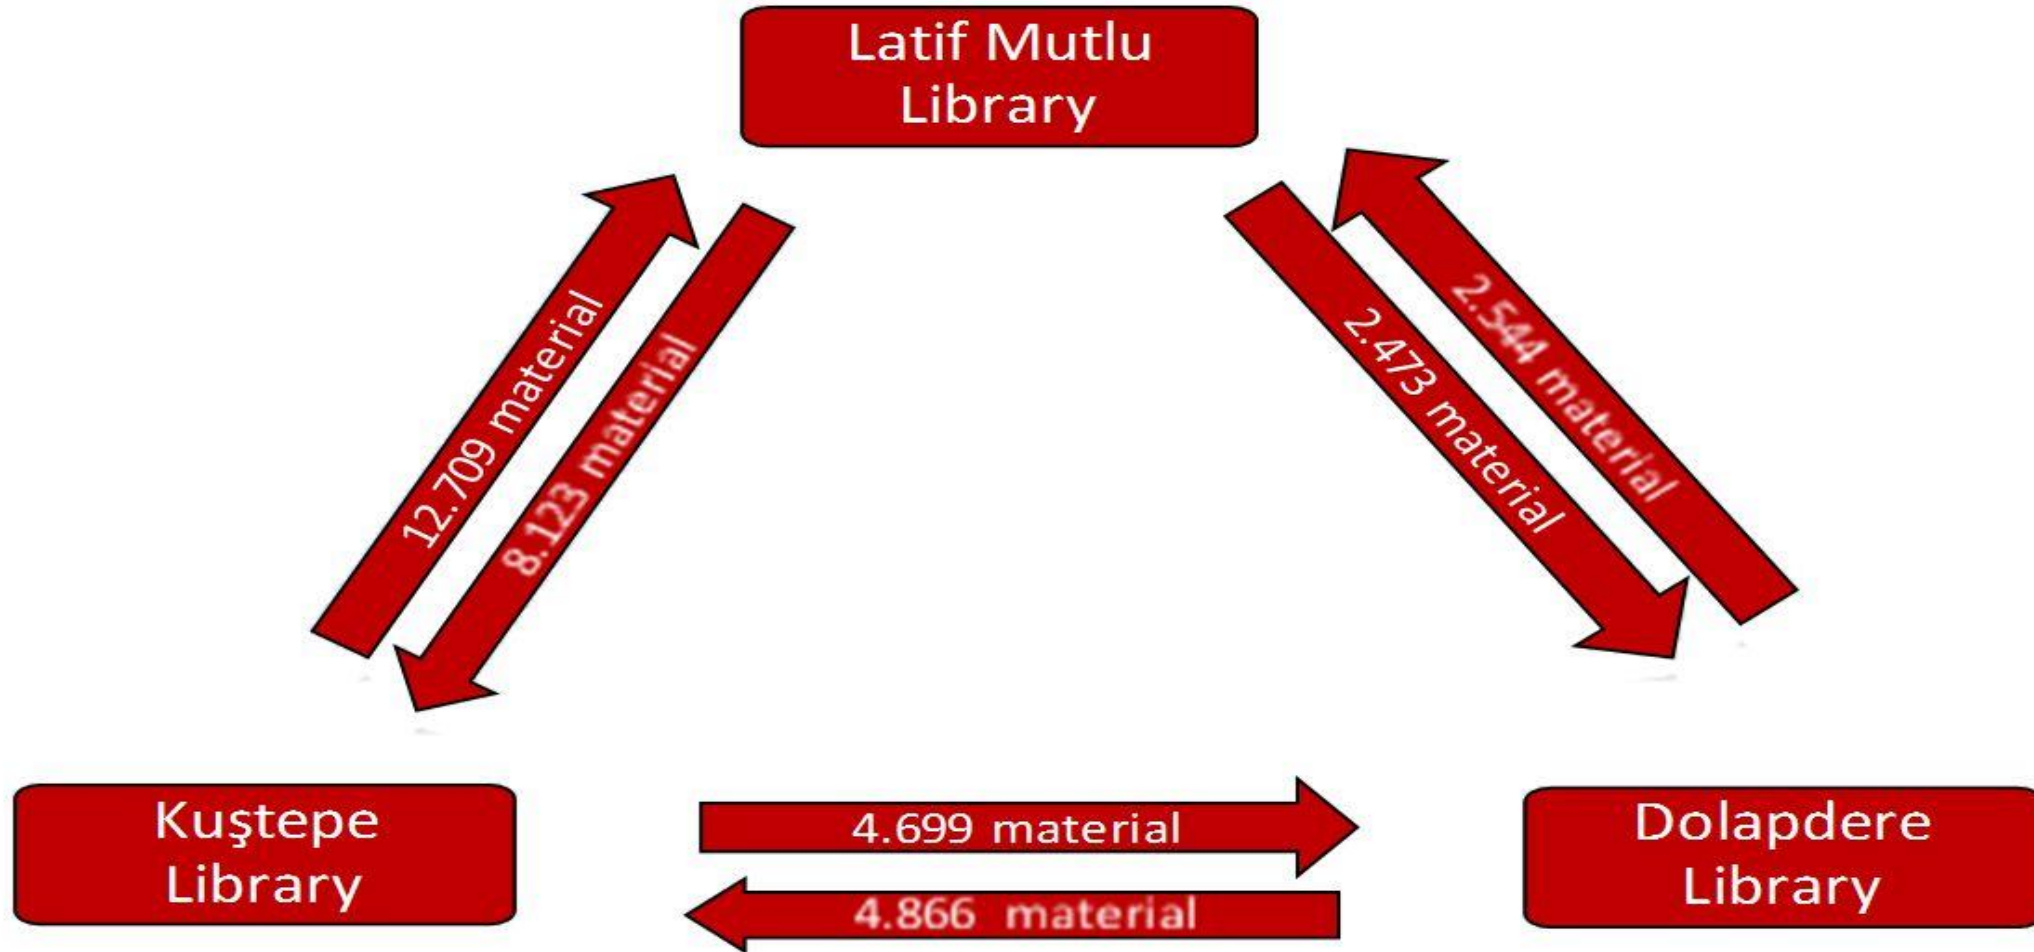 Latif Mutlu
Library
12.709 material
8.123 material
2.473 material
2.544 material
Kuştepe
Library
4.699 material
4.866 material
Dolapdere
Library